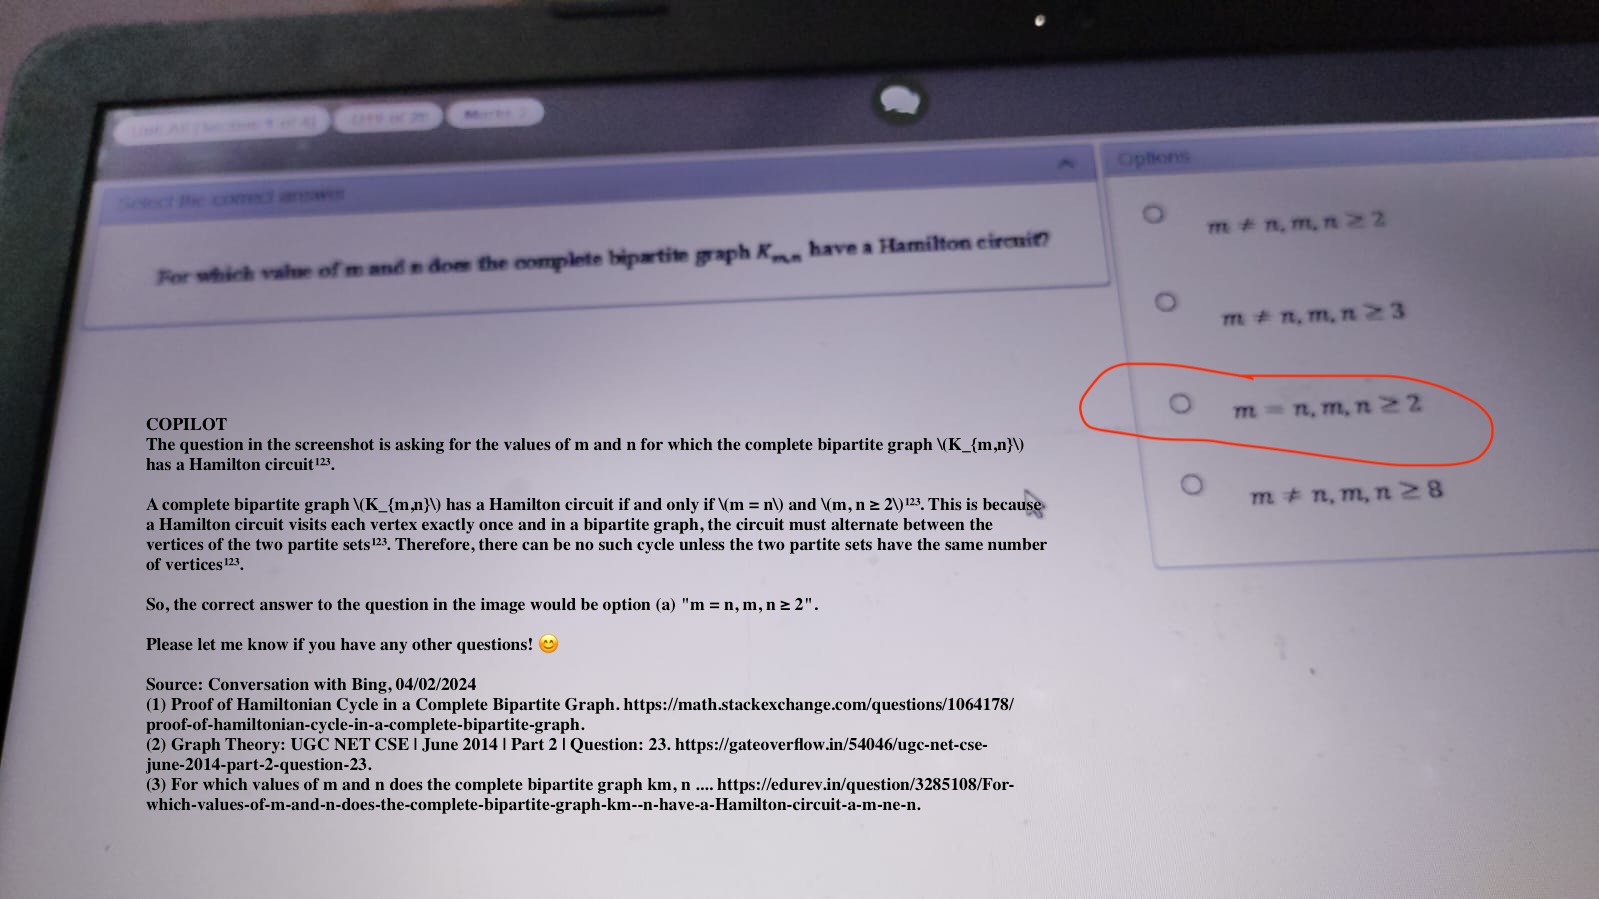 Select the correct answer
For which value of m and n does the complete bipartite graph Kₘ,ₙ have a Hamilton circuit?
Options
m ≠ n, m, n ≥ 2
m ≠ n, m, n ≥ 3
m = n, m, n ≥ 2
m ≠ n, m, n ≥ 8
COPILOT
The question in the screenshot is asking for the values of m and n for which the complete bipartite graph \(K_{m,n}\)
has a Hamilton circuit¹²³.
A complete bipartite graph \(K_{m,n}\) has a Hamilton circuit if and only if \(m = n\) and \(m, n ≥ 2\)¹²³. This is because
a Hamilton circuit visits each vertex exactly once and in a bipartite graph, the circuit must alternate between the
vertices of the two partite sets¹²³. Therefore, there can be no such cycle unless the two partite sets have the same number
of vertices¹²³.
So, the correct answer to the question in the image would be option (a) "m = n, m, n ≥ 2".
Please let me know if you have any other questions! 😊
Source: Conversation with Bing, 04/02/2024
(1) Proof of Hamiltonian Cycle in a Complete Bipartite Graph. https://math.stackexchange.com/questions/1064178/
proof-of-hamiltonian-cycle-in-a-complete-bipartite-graph.
(2) Graph Theory: UGC NET CSE | June 2014 | Part 2 | Question: 23. https://gateoverflow.in/54046/ugc-net-cse-
june-2014-part-2-question-23.
(3) For which values of m and n does the complete bipartite graph km, n .... https://edurev.in/question/3285108/For-
which-values-of-m-and-n-does-the-complete-bipartite-graph-km--n-have-a-Hamilton-circuit-a-m-ne-n.